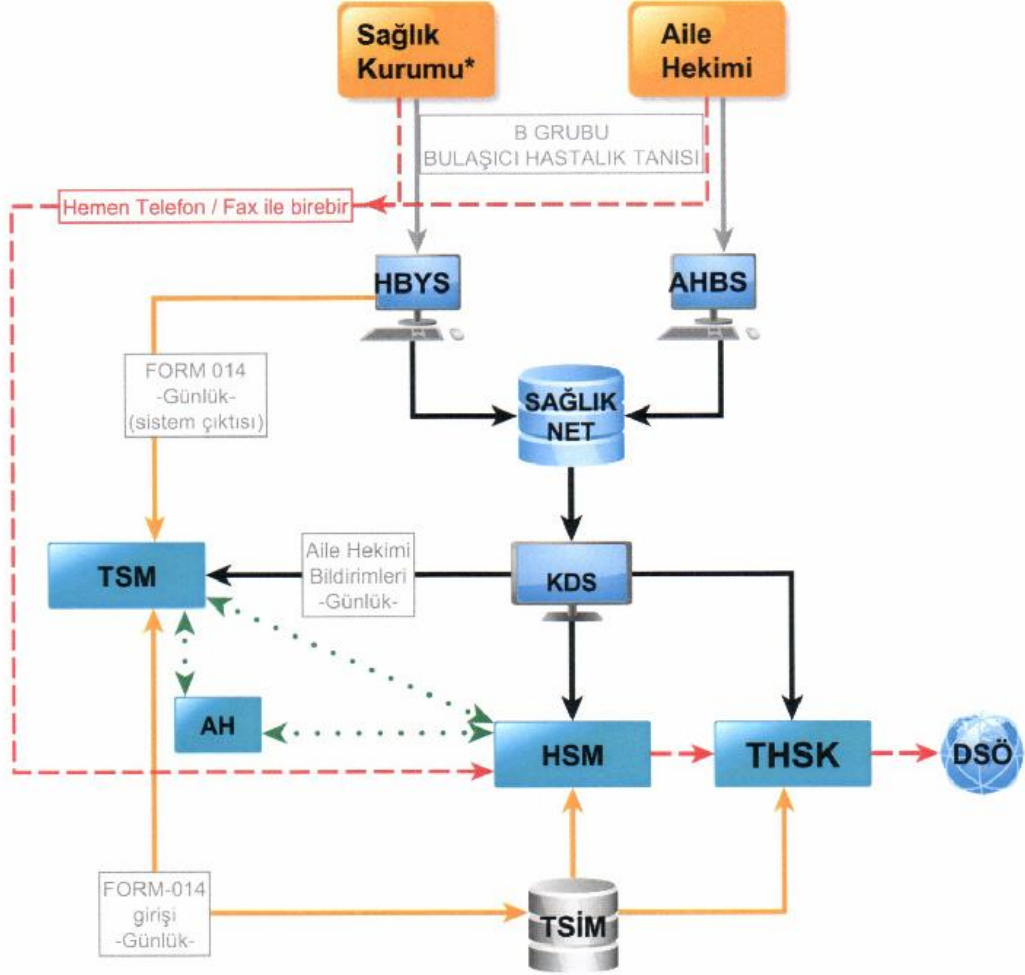 Sağlık
Kurumu*
Aile
Hekimi
B GRUBU
BULAŞICI HASTALIK TANISI
Hemen Telefon / Fax ile birebir
HBYS
AHBS
FORM 014
-Günlük-
(sistem çıktısı)
SAĞLIK
NET
TSM
Aile Hekimi
Bildirimleri
-Günlük-
KDS
AH
HSM
THSK
DSÖ
FORM-014
girişi
-Günlük-
TSİM